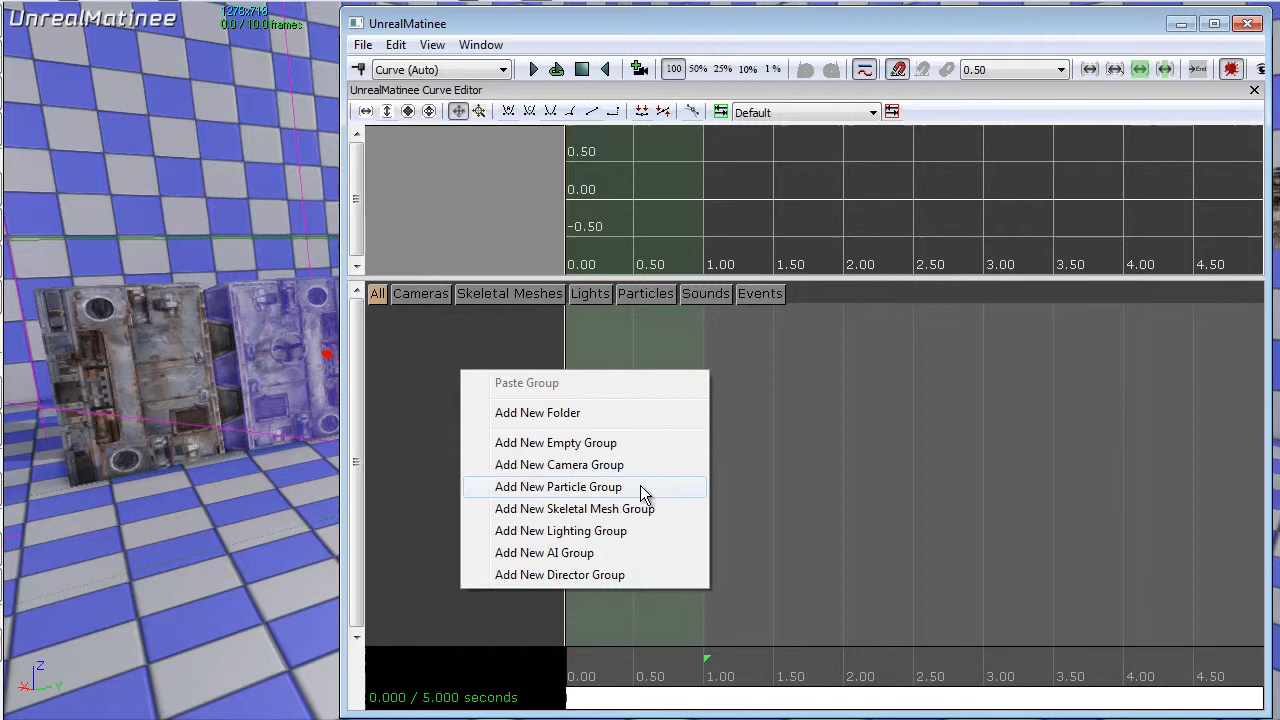 UnrealMatinee
1278x718
0.0 / 10.0 frames
UnrealMatinee
File Edit View Window
Curve (Auto) 100 50% 25% 10% 1 % 0.50
UnrealMatinee Curve Editor
Default
0.50
0.00
-0.50
0.00 0.50 1.00 1.50 2.00 2.50 3.00 3.50 4.00 4.50
All Cameras Skeletal Meshes Lights Particles Sounds Events
Paste Group
Add New Folder
Add New Empty Group
Add New Camera Group
Add New Particle Group
Add New Skeletal Mesh Group
Add New Lighting Group
Add New AI Group
Add New Director Group
Z
Y
0.00 0.50 1.00 1.50 2.00 2.50 3.00 3.50 4.00 4.50
0.000 / 5.000 seconds